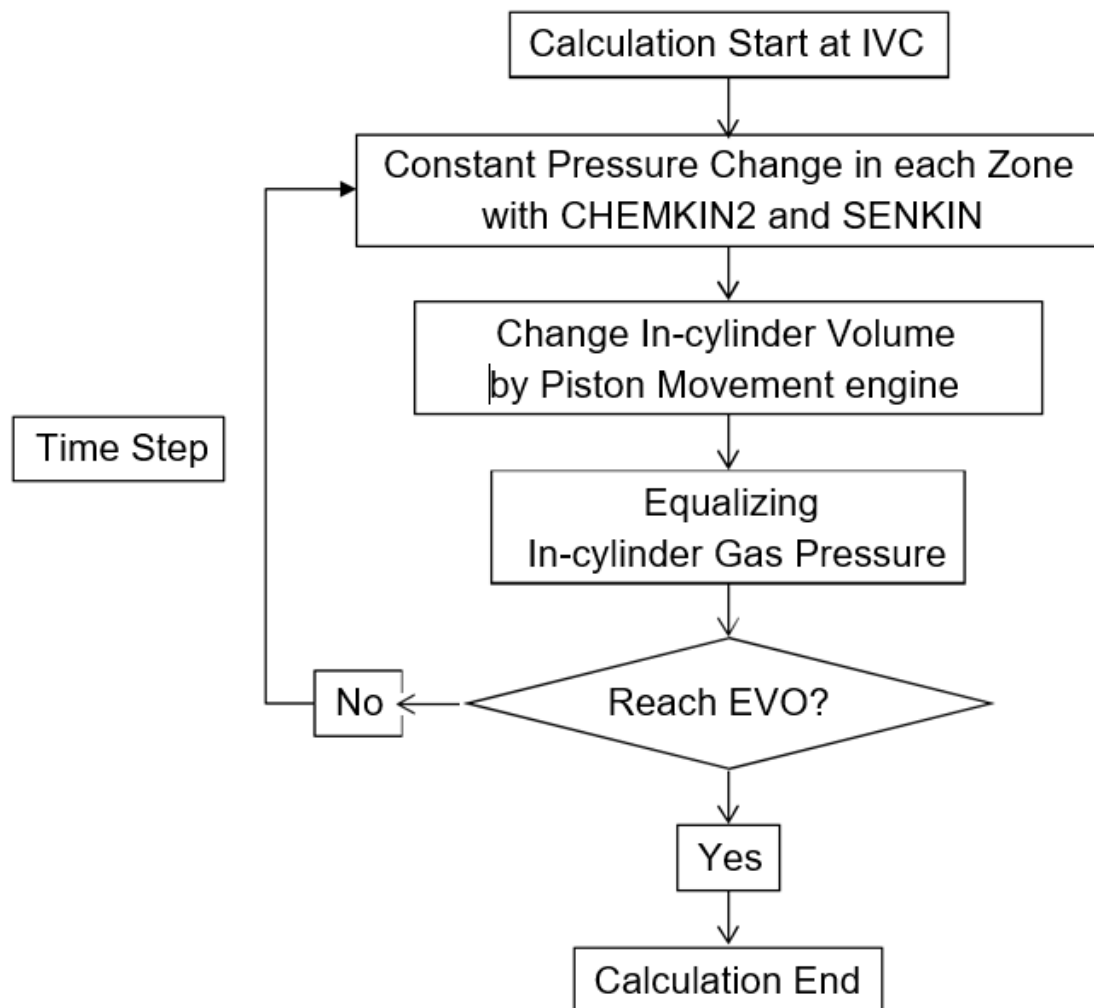 Calculation Start at IVC
Constant Pressure Change in each Zone
with CHEMKIN2 and SENKIN
Change In-cylinder Volume
by Piston Movement engine
Time Step
Equalizing
In-cylinder Gas Pressure
No
Reach EVO?
Yes
Calculation End